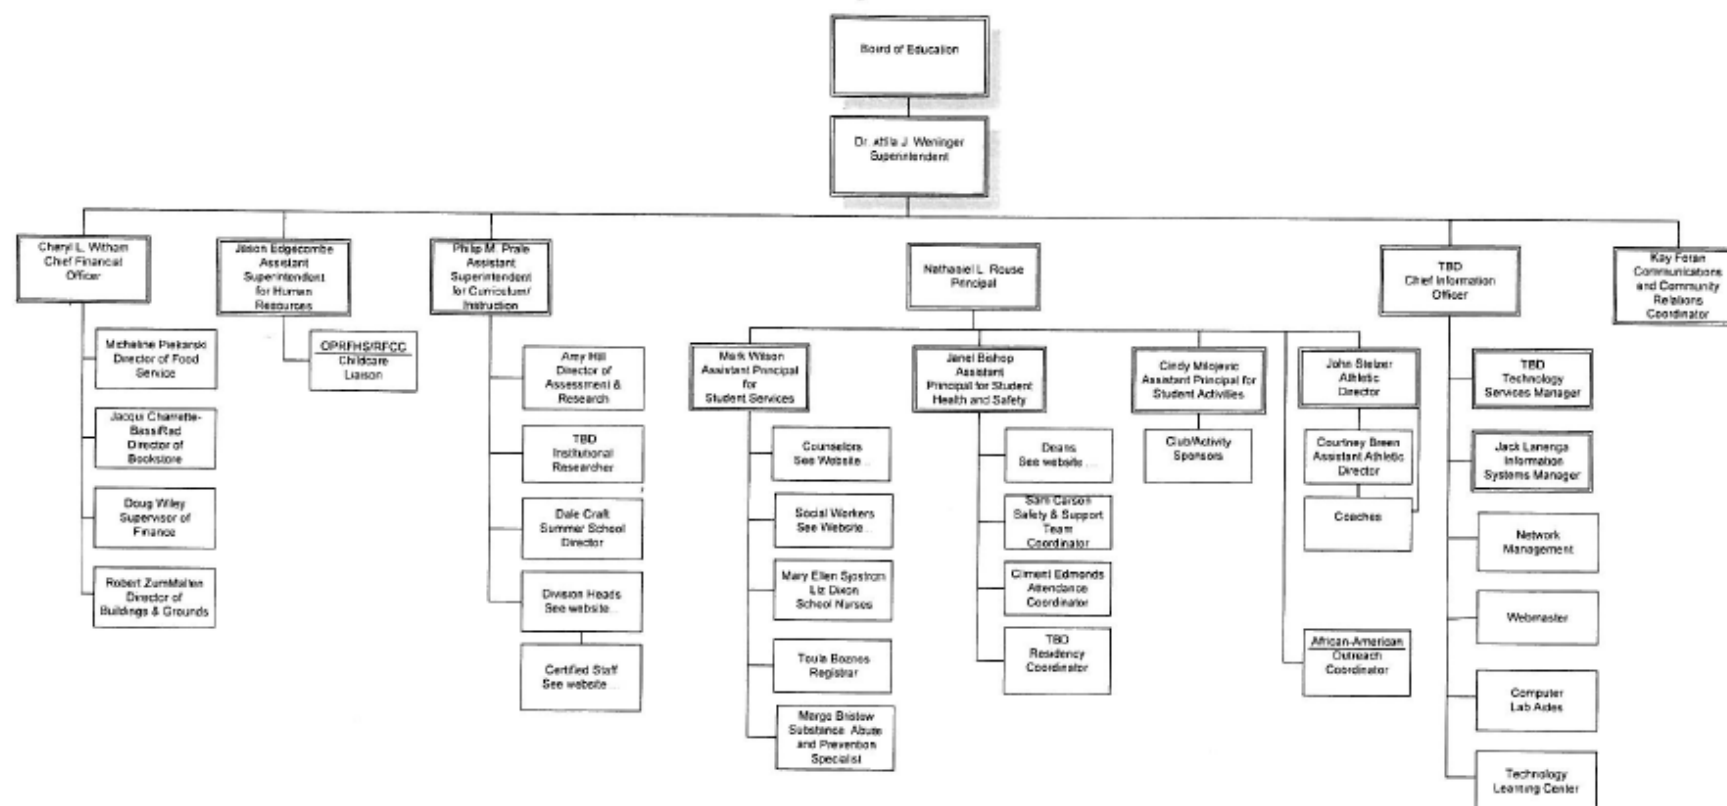 Board of Education
Dr. Attila J. Weninger
Superintendent
Cheryl L. Witham
Chief Financial
Officer
Jason Edgecombe
Assistant
Superintendent
for Human
Resources
Philip M. Prale
Assistant
Superintendent
for Curriculum/
Instruction
Nathaniel L. Rouse
Principal
TBD
Chief Information
Officer
Kay Foran
Communications
and Community
Relations
Coordinator
Micheline Piekarski
Director of Food
Service
Jacqui Charrette-
Bassi
Director of
Bookstore
Doug Wiley
Supervisor of
Finance
Robert
Director of
Buildings & Grounds
OPRFHS/RFCC
Childcare
Liaison
Amy Hill
Director of
Assessment &
Research
TBD
Institutional
Researcher
Dale Craft
Summer School
Director
Division Heads
See website...
Certified Staff
See website...
Mark Wilson
Assistant Principal
for
Student Services
Counselors
See Website...
Social Workers
See Website...
Mary Ellen Sjostrom
Liz Dixon
School Nurses
Toula Boznos
Registrar
Margo Bristow
Substance Abuse
and Prevention
Specialist
Janel Bishop
Assistant
Principal for Student
Health and Safety
Deans
See website...
Sam Carson
Safety & Support
Team
Coordinator
Edmonds
Attendance
Coordinator
TBD
Residency
Coordinator
Cindy Milojevic
Assistant Principal for
Student Activities
Club/Activity
Sponsors
John Stelzer
Athletic
Director
Courtney Breen
Assistant Athletic
Director
Coaches
African-American
Outreach
Coordinator
TBD
Technology
Services Manager
Jack Lanenga
Information
Systems Manager
Network
Management
Webmaster
Computer
Lab Aides
Technology
Learning Center